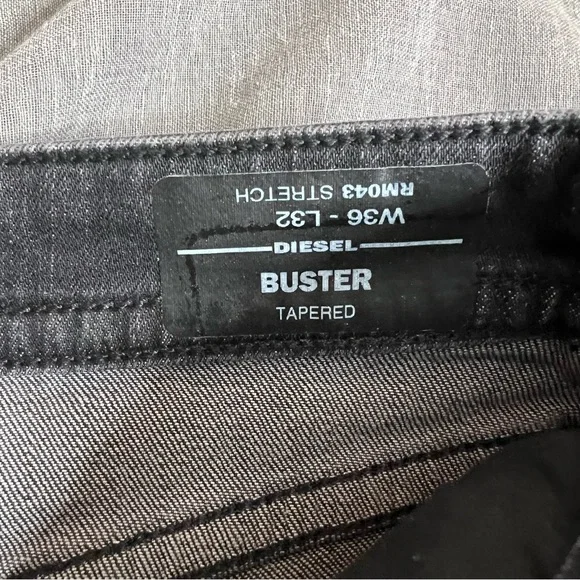 RM043 STRETCH
W36 - L32
DIESEL
BUSTER
TAPERED